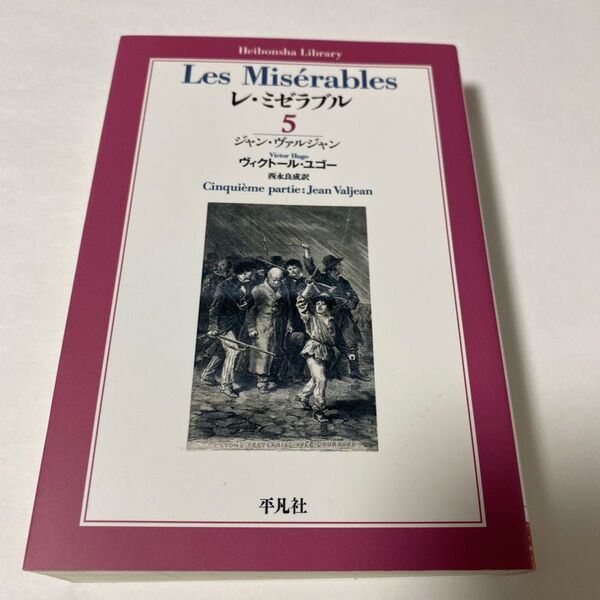 Heibonsha Library
Les Misérables
レ・ミゼラブル
5
ジャン・ヴァルジャン
Victor Hugo
ヴィクトール・ユゴー
西永良成訳
Cinquième partie : Jean Valjean
平凡社